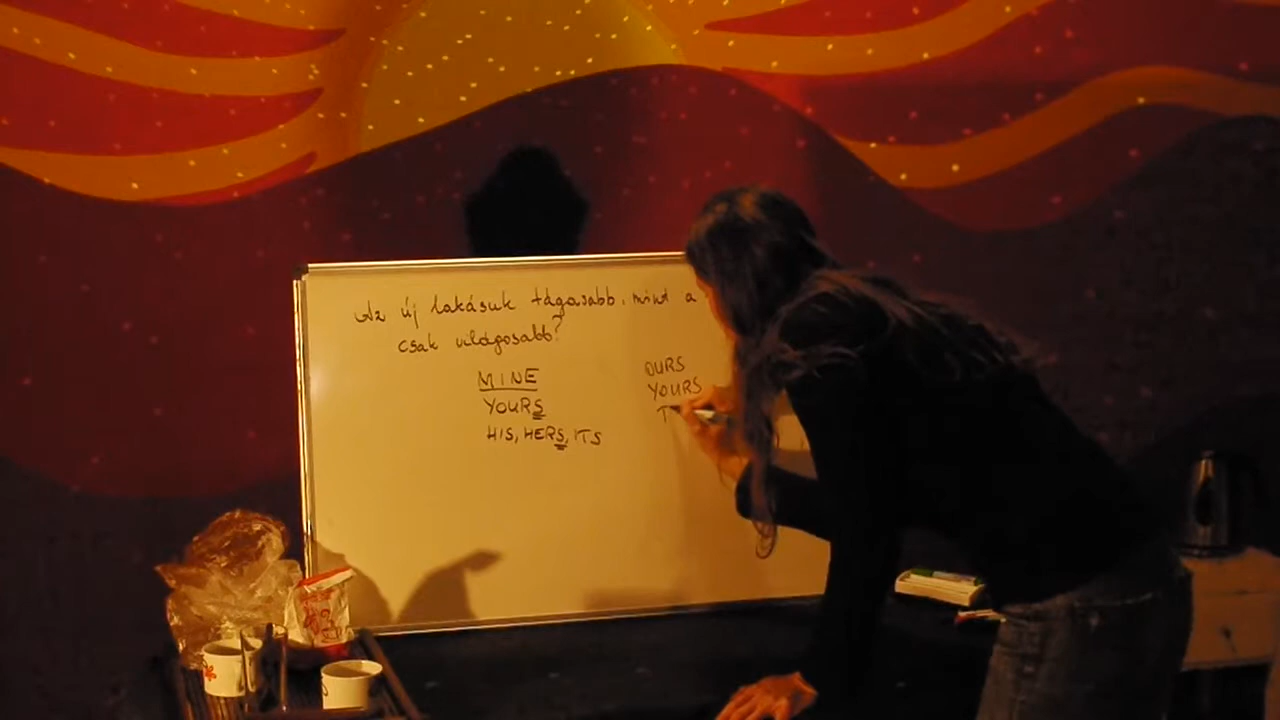 Az új lakásuk tágasabb, mint a
csak világosabb?
MINE
YOURS
HIS, HERS, ITS
OURS
YOURS
T